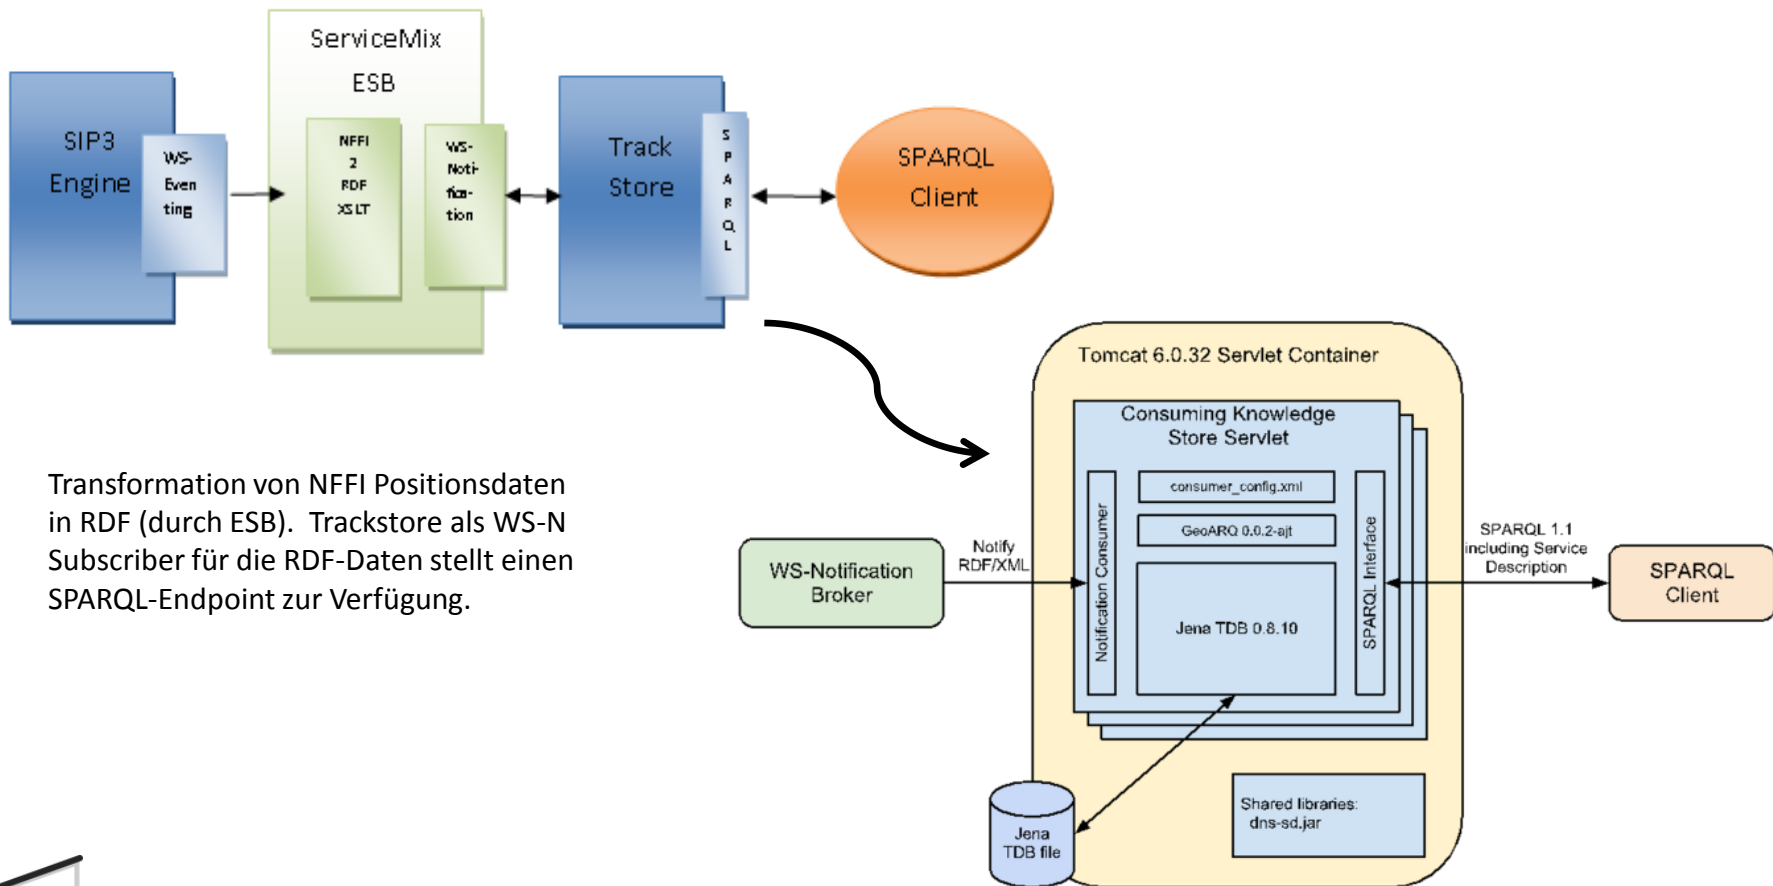 ServiceMix
ESB
SIP3
Engine
WS-
Even
ting
NFFI
2
RDF
XSLT
WS-
Noti-
fica-
tion
Track
Store
S
P
A
R
Q
L
SPARQL
Client
Transformation von NFFI Positionsdaten
in RDF (durch ESB).  Trackstore als WS-N
Subscriber für die RDF-Daten stellt einen
SPARQL-Endpoint zur Verfügung.
Tomcat 6.0.32 Servlet Container
Consuming Knowledge
Store Servlet
consumer_config.xml
GeoARQ 0.0.2-ajt
Jena TDB 0.8.10
Notification Consumer
SPARQL Interface
WS-Notification
Broker
Notify
RDF/XML
SPARQL 1.1
including Service
Description
SPARQL
Client
Shared libraries:
dns-sd.jar
Jena
TDB file